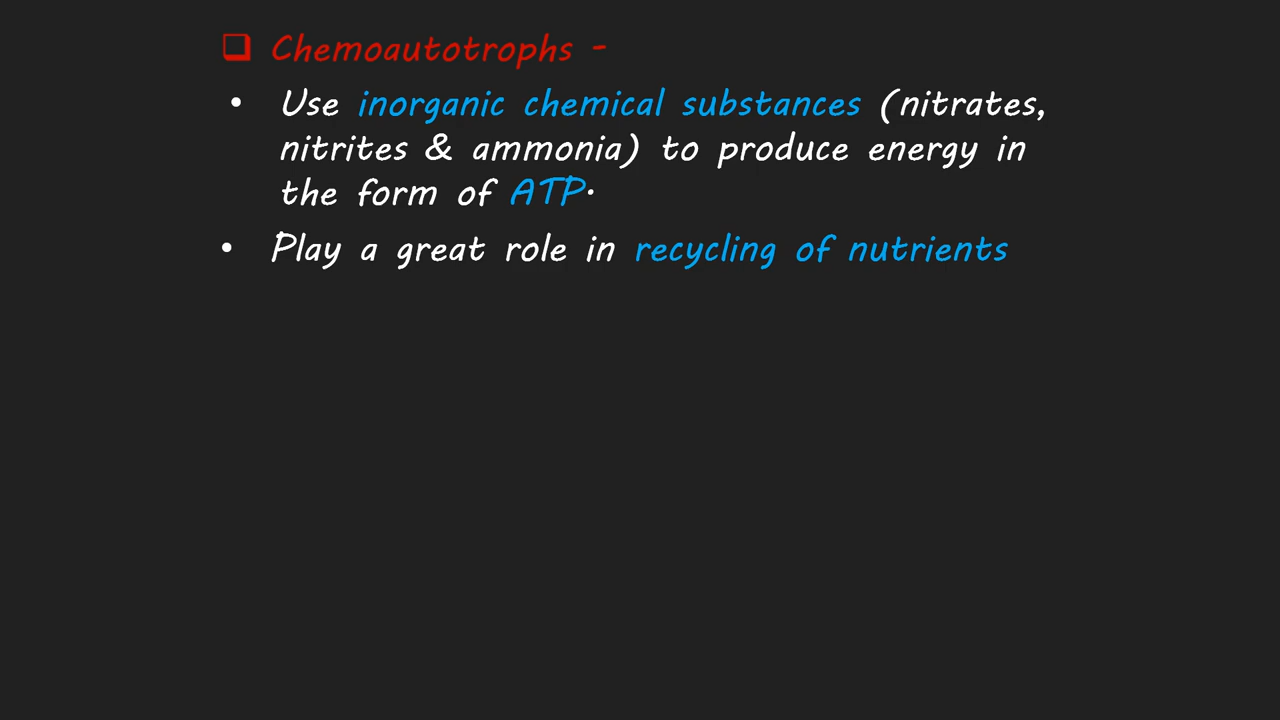 ❑ Chemoautotrophs -
• Use inorganic chemical substances (nitrates,
nitrites & ammonia) to produce energy in
the form of ATP.
• Play a great role in recycling of nutrients